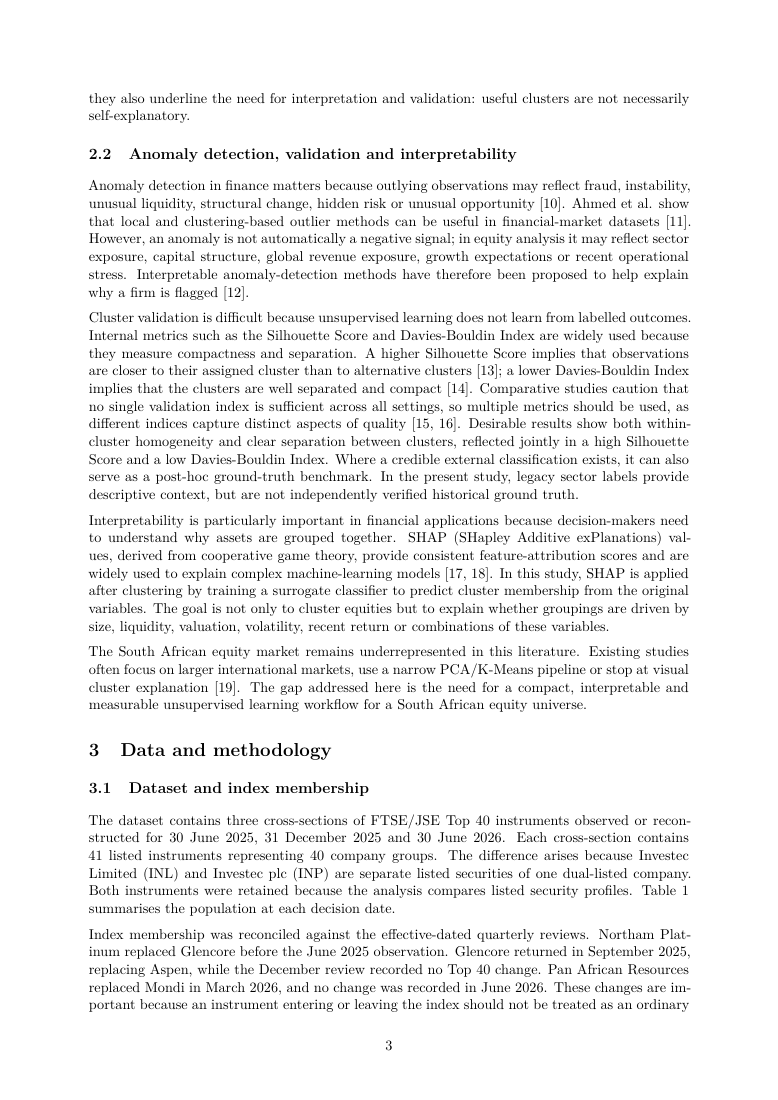 they also underline the need for interpretation and validation: useful clusters are not necessarily
self-explanatory.
2.2 Anomaly detection, validation and interpretability
Anomaly detection in finance matters because outlying observations may reflect fraud, instability,
unusual liquidity, structural change, hidden risk or unusual opportunity [10]. Ahmed et al. show
that local and clustering-based outlier methods can be useful in financial-market datasets [11].
However, an anomaly is not automatically a negative signal; in equity analysis it may reflect sector
exposure, capital structure, global revenue exposure, growth expectations or recent operational
stress. Interpretable anomaly-detection methods have therefore been proposed to help explain
why a firm is flagged [12].
Cluster validation is difficult because unsupervised learning does not learn from labelled outcomes.
Internal metrics such as the Silhouette Score and Davies-Bouldin Index are widely used because
they measure compactness and separation. A higher Silhouette Score implies that observations
are closer to their assigned cluster than to alternative clusters [13]; a lower Davies-Bouldin Index
implies that the clusters are well separated and compact [14]. Comparative studies caution that
no single validation index is sufficient across all settings, so multiple metrics should be used, as
different indices capture distinct aspects of quality [15, 16]. Desirable results show both within-
cluster homogeneity and clear separation between clusters, reflected jointly in a high Silhouette
Score and a low Davies-Bouldin Index. Where a credible external classification exists, it can also
serve as a post-hoc ground-truth benchmark. In the present study, legacy sector labels provide
descriptive context, but are not independently verified historical ground truth.
Interpretability is particularly important in financial applications because decision-makers need
to understand why assets are grouped together. SHAP (SHapley Additive exPlanations) val-
ues, derived from cooperative game theory, provide consistent feature-attribution scores and are
widely used to explain complex machine-learning models [17, 18]. In this study, SHAP is applied
after clustering by training a surrogate classifier to predict cluster membership from the original
variables. The goal is not only to cluster equities but to explain whether groupings are driven by
size, liquidity, valuation, volatility, recent return or combinations of these variables.
The South African equity market remains underrepresented in this literature. Existing studies
often focus on larger international markets, use a narrow PCA/K-Means pipeline or stop at visual
cluster explanation [19]. The gap addressed here is the need for a compact, interpretable and
measurable unsupervised learning workflow for a South African equity universe.
3 Data and methodology
3.1 Dataset and index membership
The dataset contains three cross-sections of FTSE/JSE Top 40 instruments observed or recon-
structed for 30 June 2025, 31 December 2025 and 30 June 2026. Each cross-section contains
41 listed instruments representing 40 company groups. The difference arises because Investec
Limited (INL) and Investec plc (INP) are separate listed securities of one dual-listed company.
Both instruments were retained because the analysis compares listed security profiles. Table 1
summarises the population at each decision date.
Index membership was reconciled against the effective-dated quarterly reviews. Northam Plat-
inum replaced Glencore before the June 2025 observation. Glencore returned in September 2025,
replacing Aspen, while the December review recorded no Top 40 change. Pan African Resources
replaced Mondi in March 2026, and no change was recorded in June 2026. These changes are im-
portant because an instrument entering or leaving the index should not be treated as an ordinary
3